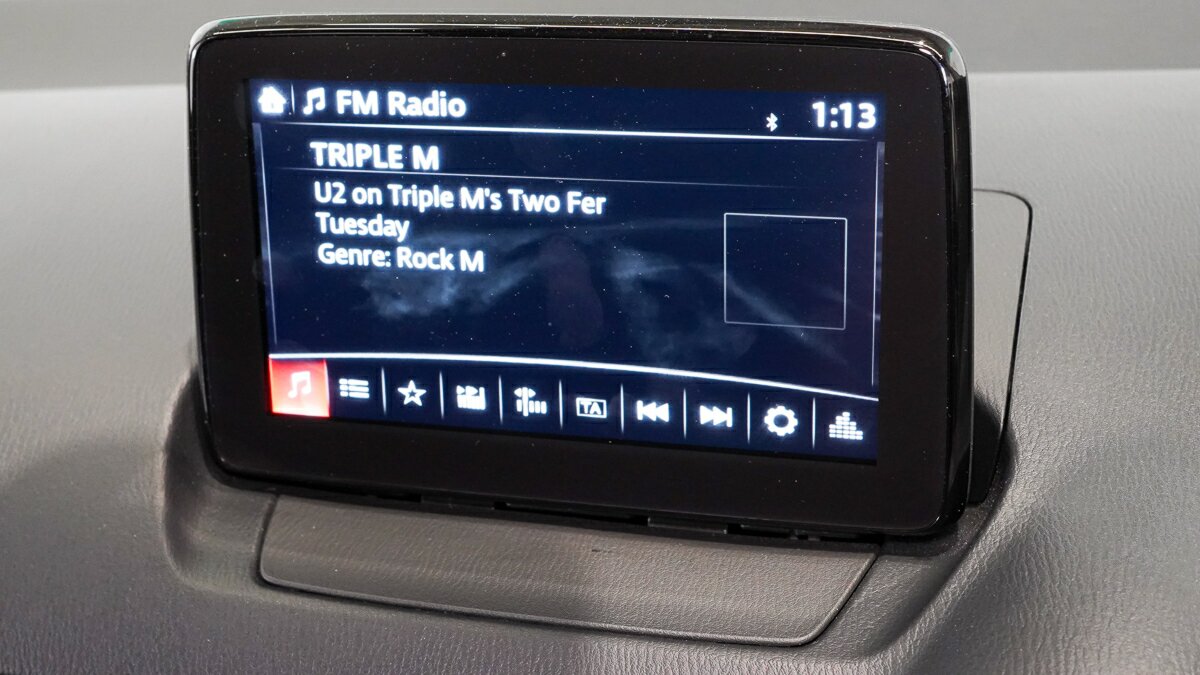 FM Radio
1:13
TRIPLE M
U2 on Triple M's Two Fer
Tuesday
Genre: Rock M
TA